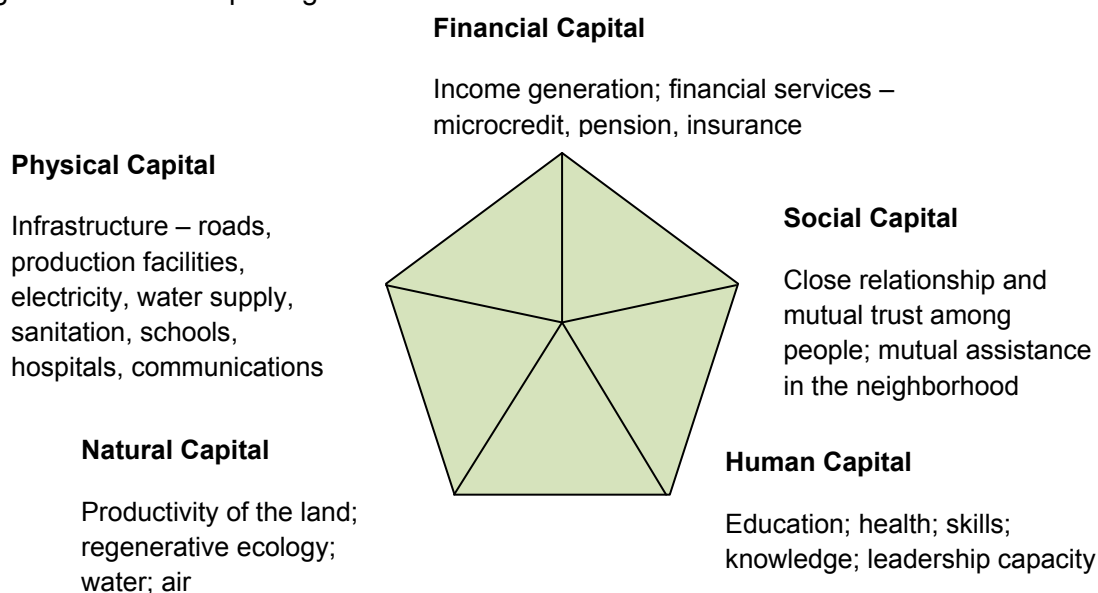 Financial Capital
Income generation; financial services –
microcredit, pension, insurance
Physical Capital
Infrastructure – roads,
production facilities,
electricity, water supply,
sanitation, schools,
hospitals, communications
Social Capital
Close relationship and
mutual trust among
people; mutual assistance
in the neighborhood
Natural Capital
Productivity of the land;
regenerative ecology;
water; air
Human Capital
Education; health; skills;
knowledge; leadership capacity